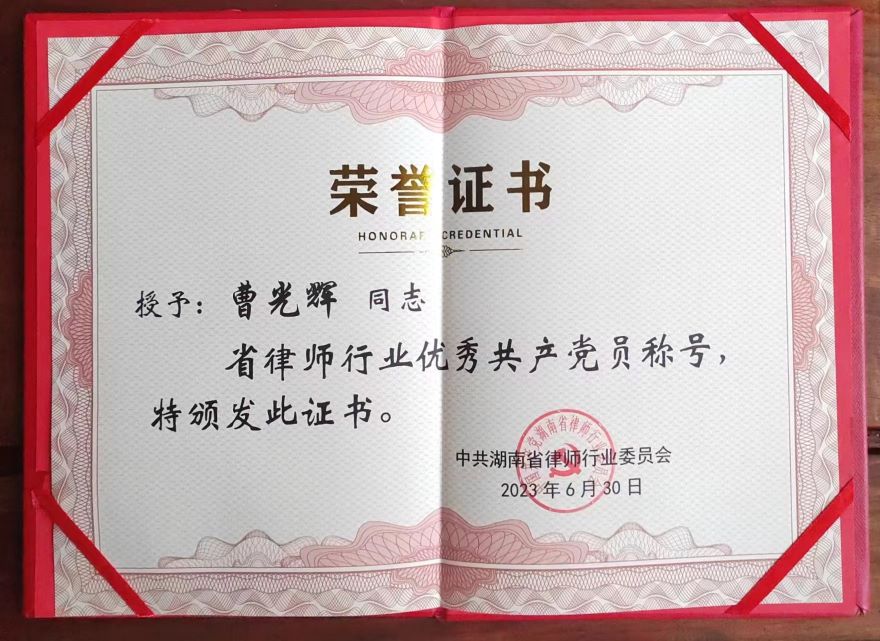 荣誉证书
HONORARY CREDENTIAL
授予：曹光辉 同志
省律师行业优秀共产党员称号，
特颁发此证书。
中共湖南省律师行业委员会
2023年6月30日